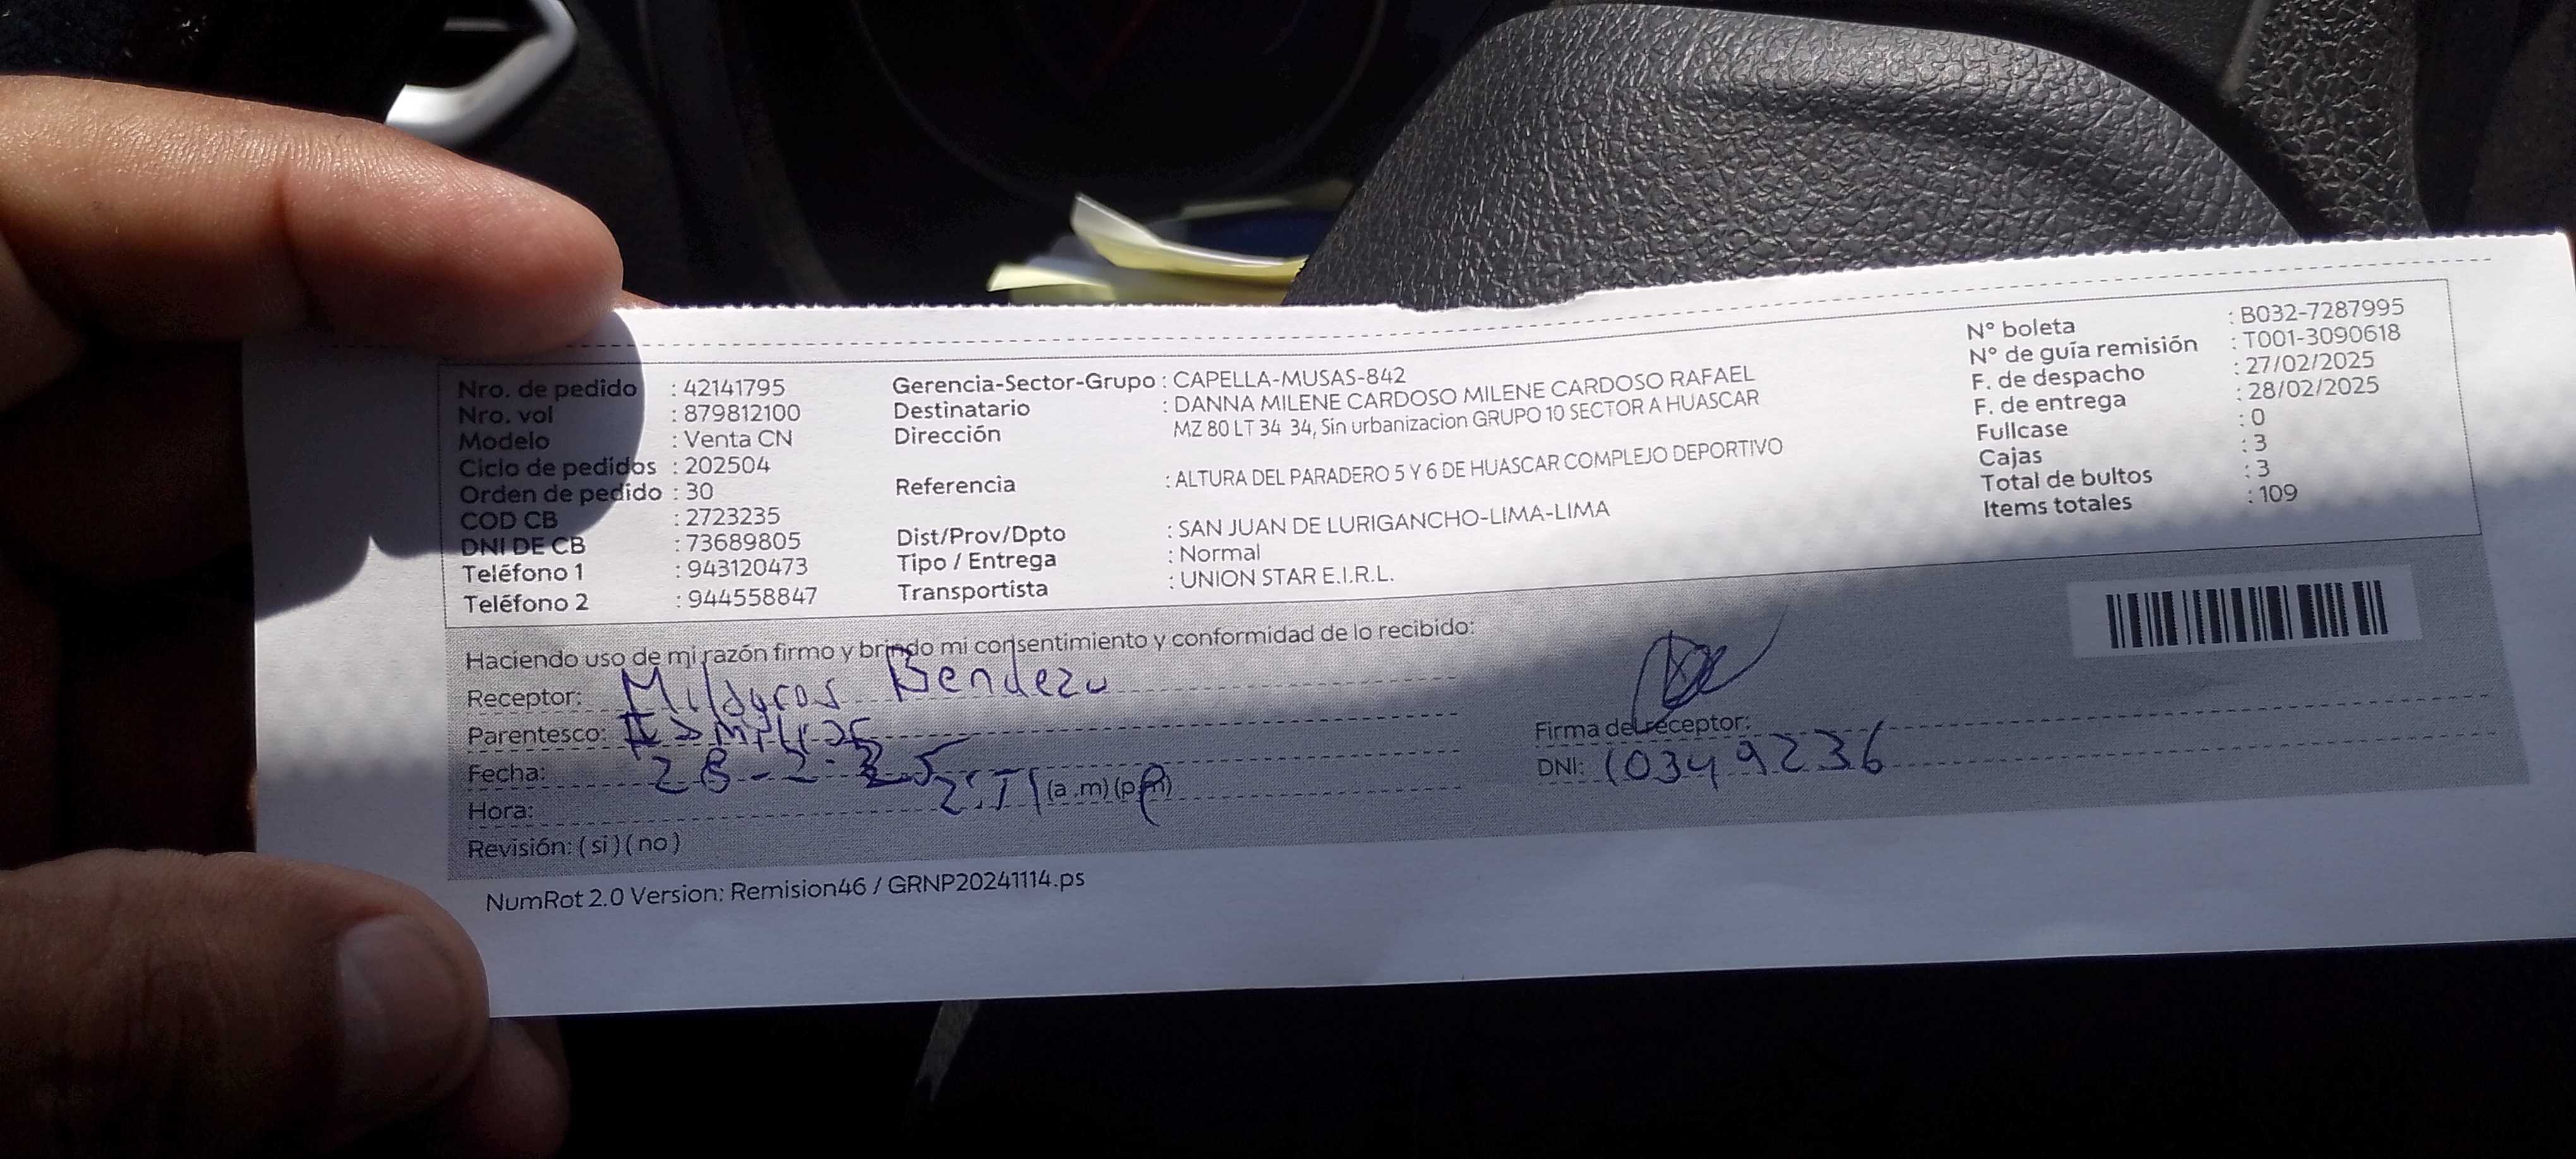 Nro. de pedido : 42141795
Nro. vol : 879812100
Modelo : Venta CN
Ciclo de pedidos : 202504
Orden de pedido : 30
COD CB : 2723235
DNI DE CB : 73689805
Teléfono 1 : 943120473
Teléfono 2 : 944558847
Gerencia-Sector-Grupo : CAPELLA-MUSAS-842
Destinatario : DANNA MILENE CARDOSO MILENE CARDOSO RAFAEL
Dirección MZ 80 LT 34 34, Sin urbanizacion GRUPO 10 SECTOR A HUASCAR
Referencia : ALTURA DEL PARADERO 5 Y 6 DE HUASCAR COMPLEJO DEPORTIVO
Dist/Prov/Dpto : SAN JUAN DE LURIGANCHO-LIMA-LIMA
Tipo / Entrega : Normal
Transportista : UNION STAR E.I.R.L.
N° boleta : B032-7287995
N° de guía remisión : T001-3090618
F. de despacho : 27/02/2025
F. de entrega : 28/02/2025
Fullcase : 0
Cajas : 3
Total de bultos : 3
Items totales : 109
Haciendo uso de mi razón firmo y brindo mi consentimiento y conformidad de lo recibido:
Receptor: Milagros Bendezu
Parentesco:
Fecha: 28-2-25
Hora: (a.m) (p.m)
Revisión: ( si ) ( no )
Firma del receptor:
DNI: 10349236
NumRot 2.0 Version: Remision46 / GRNP20241114.ps